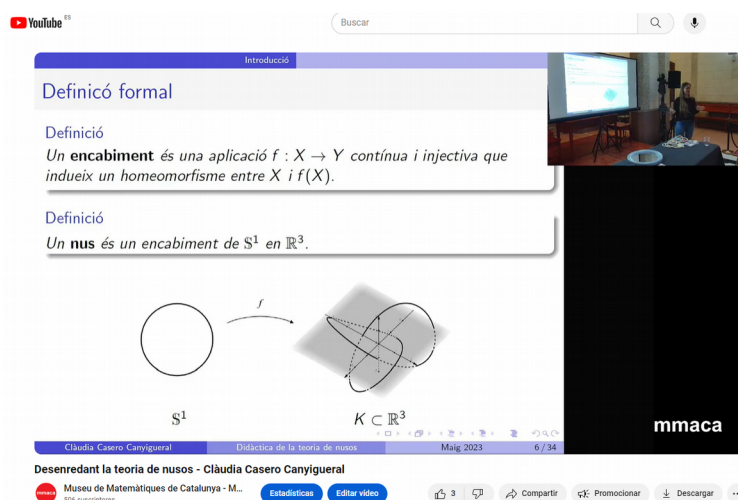 YouTube ES
Buscar
Introducció
Definicó formal
Definició
Un encabiment és una aplicació f : X → Y contínua i injectiva que
indueix un homeomorfisme entre X i f(X).
Definició
Un nus és un encabiment de 𝕊¹ en ℝ³.
f
𝕊¹
K ⊂ ℝ³
mmaca
Clàudia Casero Canyigueral Didàctica de la teoria de nusos Maig 2023 6 / 34
Desenredant la teoria de nusos - Clàudia Casero Canyigueral
mmaca
Museu de Matemàtiques de Catalunya - M...
506 suscriptores
Estadísticas
Editar vídeo
3
Compartir
Promocionar
Descargar